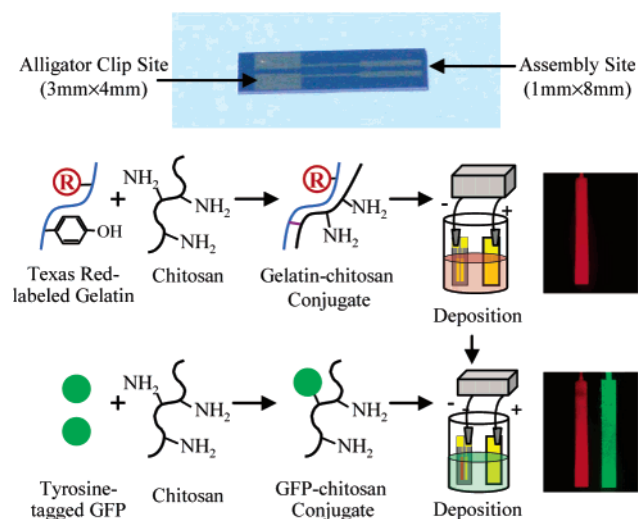 Alligator Clip Site
(3mm×4mm)
Assembly Site
(1mm×8mm)
R
OH
Texas Red-
labeled Gelatin
+
NH2
NH2
NH2
Chitosan
R
NH2
NH2
Gelatin-chitosan
Conjugate
- +
Deposition
Tyrosine-
tagged GFP
+
NH2
NH2
NH2
Chitosan
NH2
NH2
GFP-chitosan
Conjugate
- +
Deposition